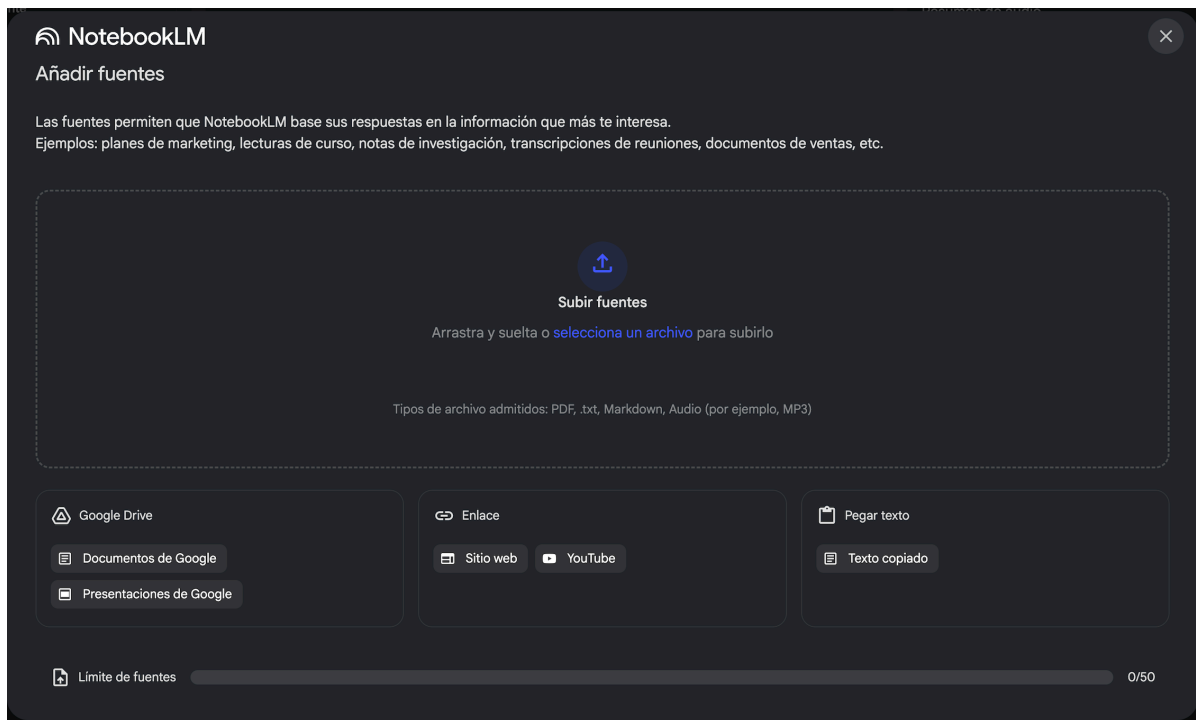 NotebookLM
Añadir fuentes
Las fuentes permiten que NotebookLM base sus respuestas en la información que más te interesa.
Ejemplos: planes de marketing, lecturas de curso, notas de investigación, transcripciones de reuniones, documentos de ventas, etc.
Subir fuentes
Arrastra y suelta o selecciona un archivo para subirlo
Tipos de archivo admitidos: PDF, .txt, Markdown, Audio (por ejemplo, MP3)
Google Drive
Documentos de Google
Presentaciones de Google
Enlace
Sitio web
YouTube
Pegar texto
Texto copiado
Límite de fuentes
0/50